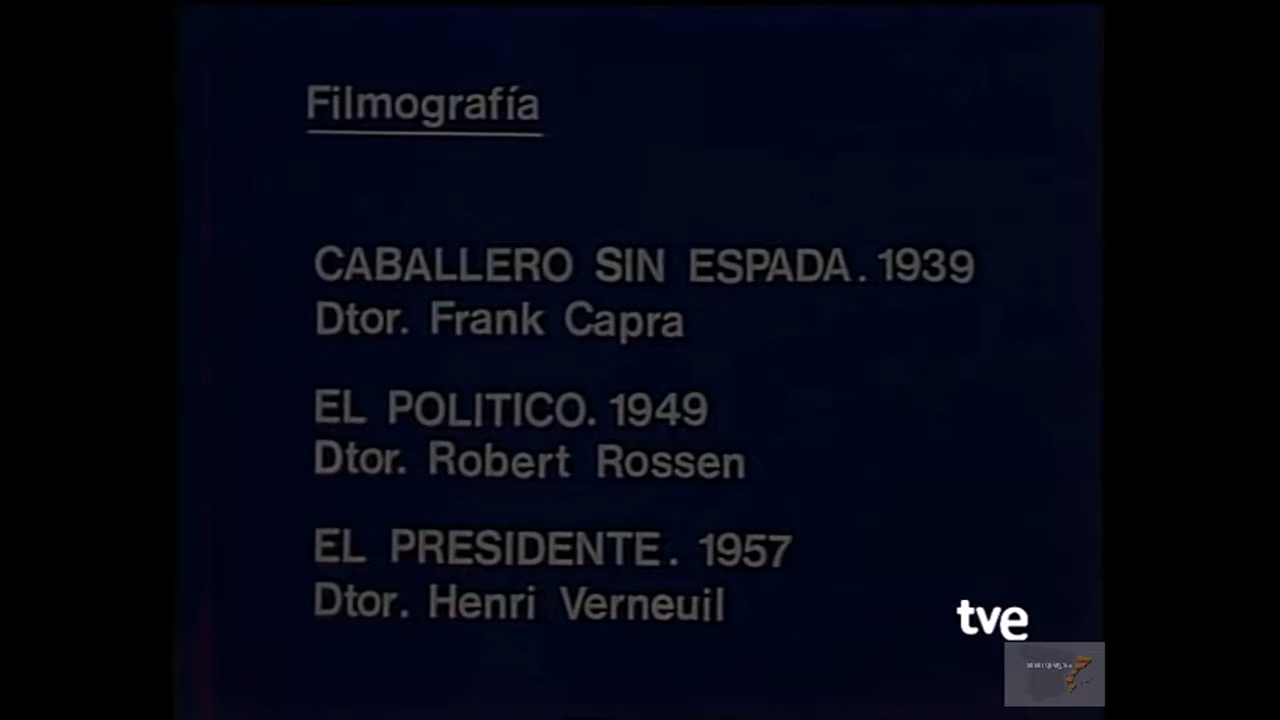 Filmografía
CABALLERO SIN ESPADA. 1939
Dtor. Frank Capra
EL POLITICO. 1949
Dtor. Robert Rossen
EL PRESIDENTE. 1957
Dtor. Henri Verneuil
tve